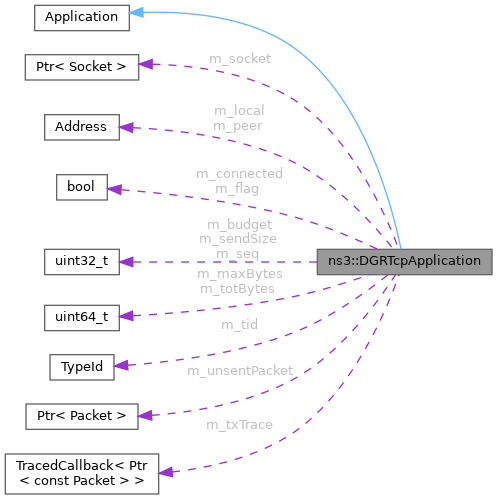 Application
Ptr< Socket >
m_socket
Address
m_local
m_peer
bool
m_connected
m_flag
uint32_t
m_budget
m_sendSize
m_seq
ns3::DGRTcpApplication
uint64_t
m_maxBytes
m_totBytes
TypeId
m_tid
Ptr< Packet >
m_unsentPacket
TracedCallback< Ptr
< const Packet > >
m_txTrace